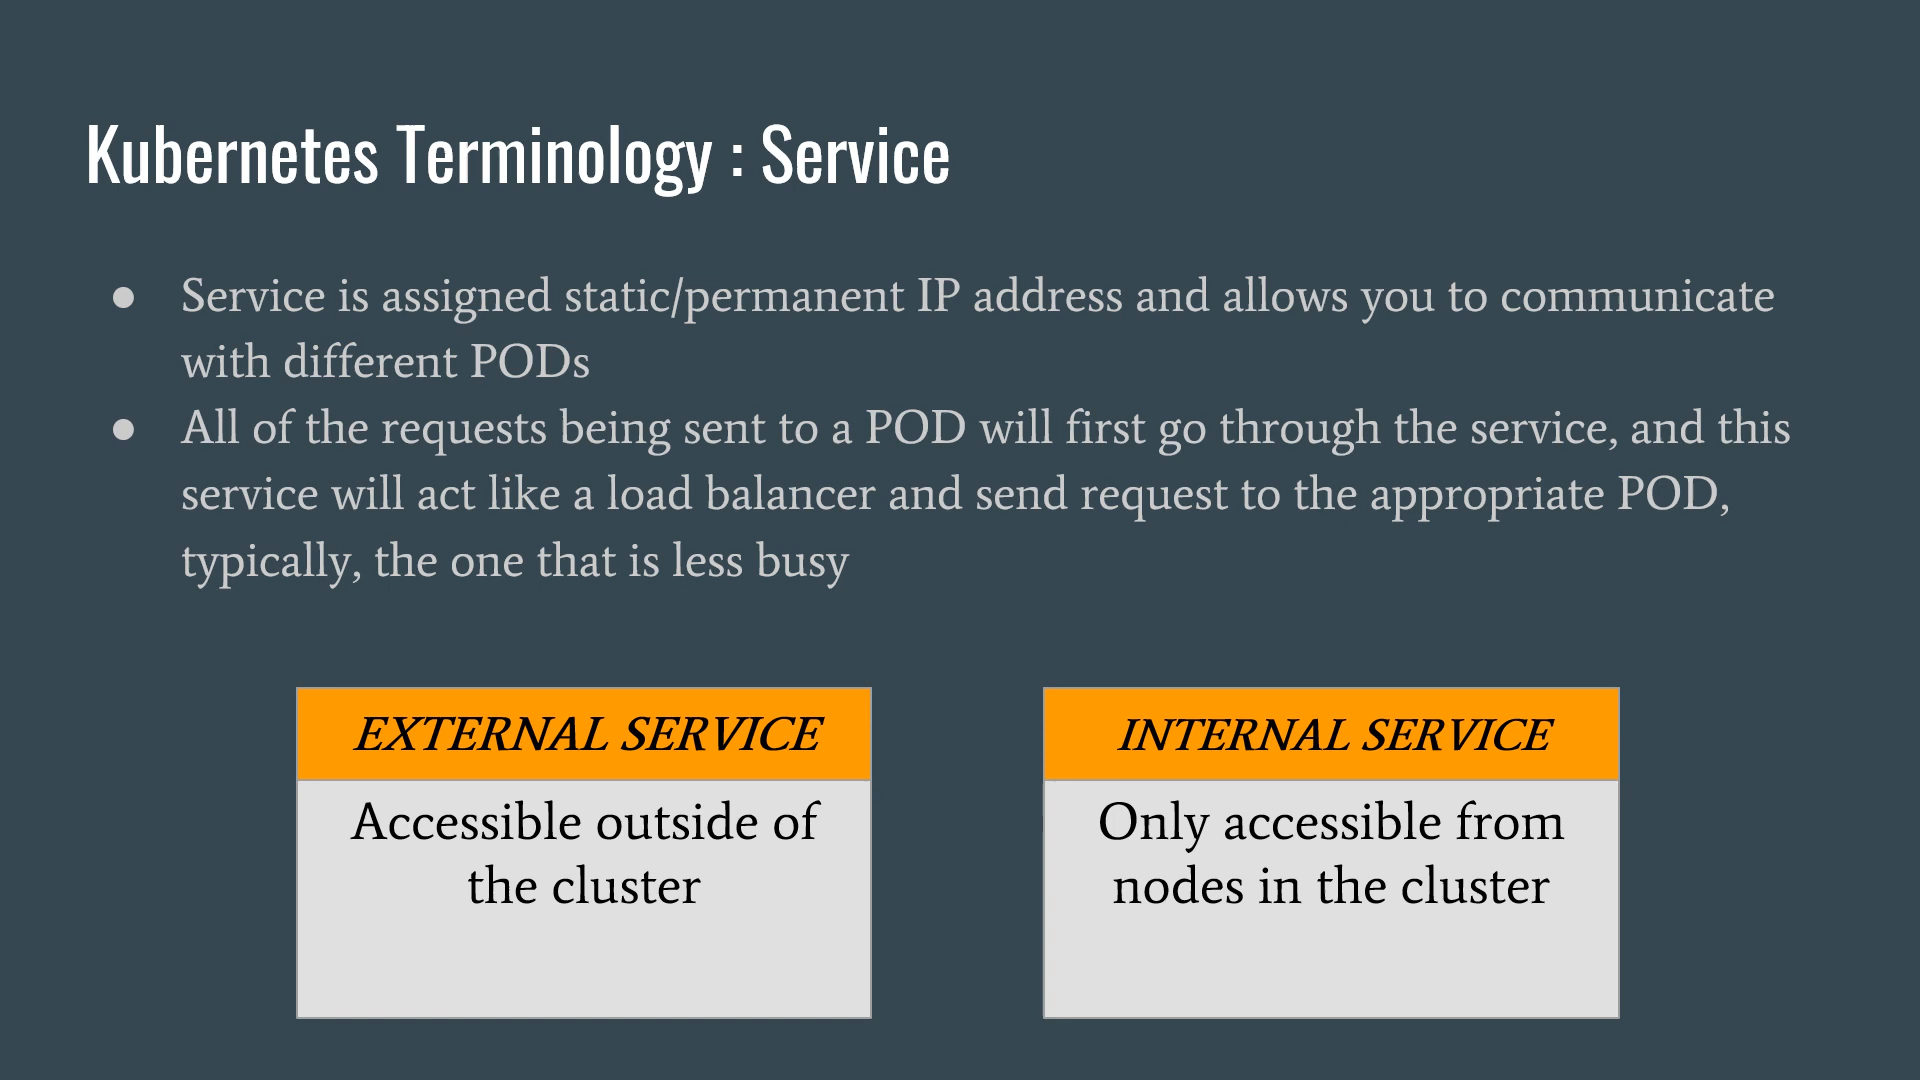 Kubernetes Terminology : Service
● Service is assigned static/permanent IP address and allows you to communicate
with different PODs
● All of the requests being sent to a POD will first go through the service, and this
service will act like a load balancer and send request to the appropriate POD,
typically, the one that is less busy
EXTERNAL SERVICE
Accessible outside of
the cluster
INTERNAL SERVICE
Only accessible from
nodes in the cluster